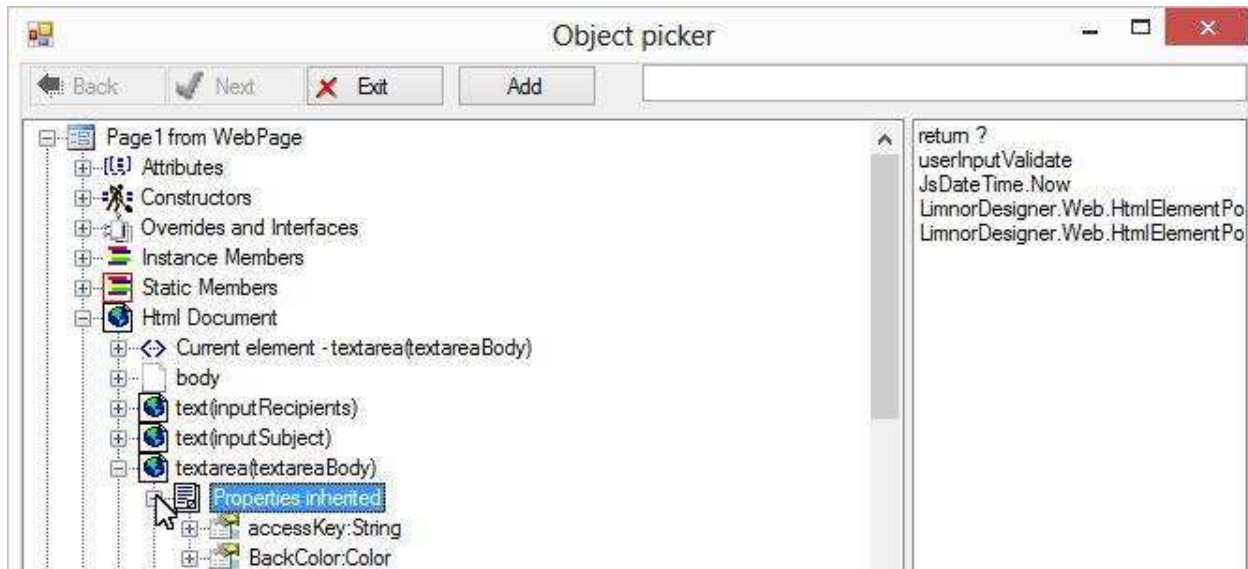 Object picker
Back Next Exit Add
Page1 from WebPage
Attributes
Constructors
Overrides and Interfaces
Instance Members
Static Members
Html Document
Current element - textarea(textareaBody)
body
text(inputRecipients)
text(inputSubject)
textarea(textareaBody)
Properties inherited
accessKey:String
BackColor:Color
return ?
userInputValidate
JsDateTime.Now
LimnorDesigner.Web.HtmlElementPo
LimnorDesigner.Web.HtmlElementPo